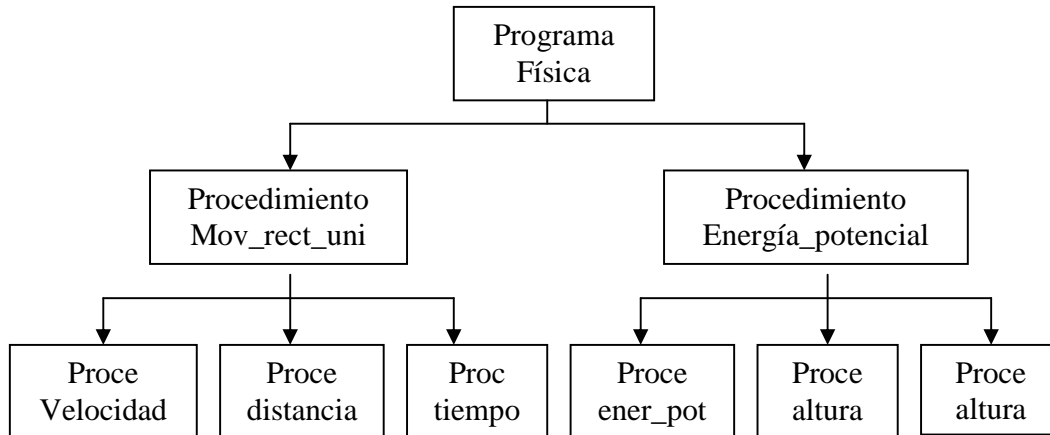 Programa
Física
Procedimiento
Mov_rect_uni
Procedimiento
Energía_potencial
Proce
Velocidad
Proce
distancia
Proc
tiempo
Proce
ener_pot
Proce
altura
Proce
altura